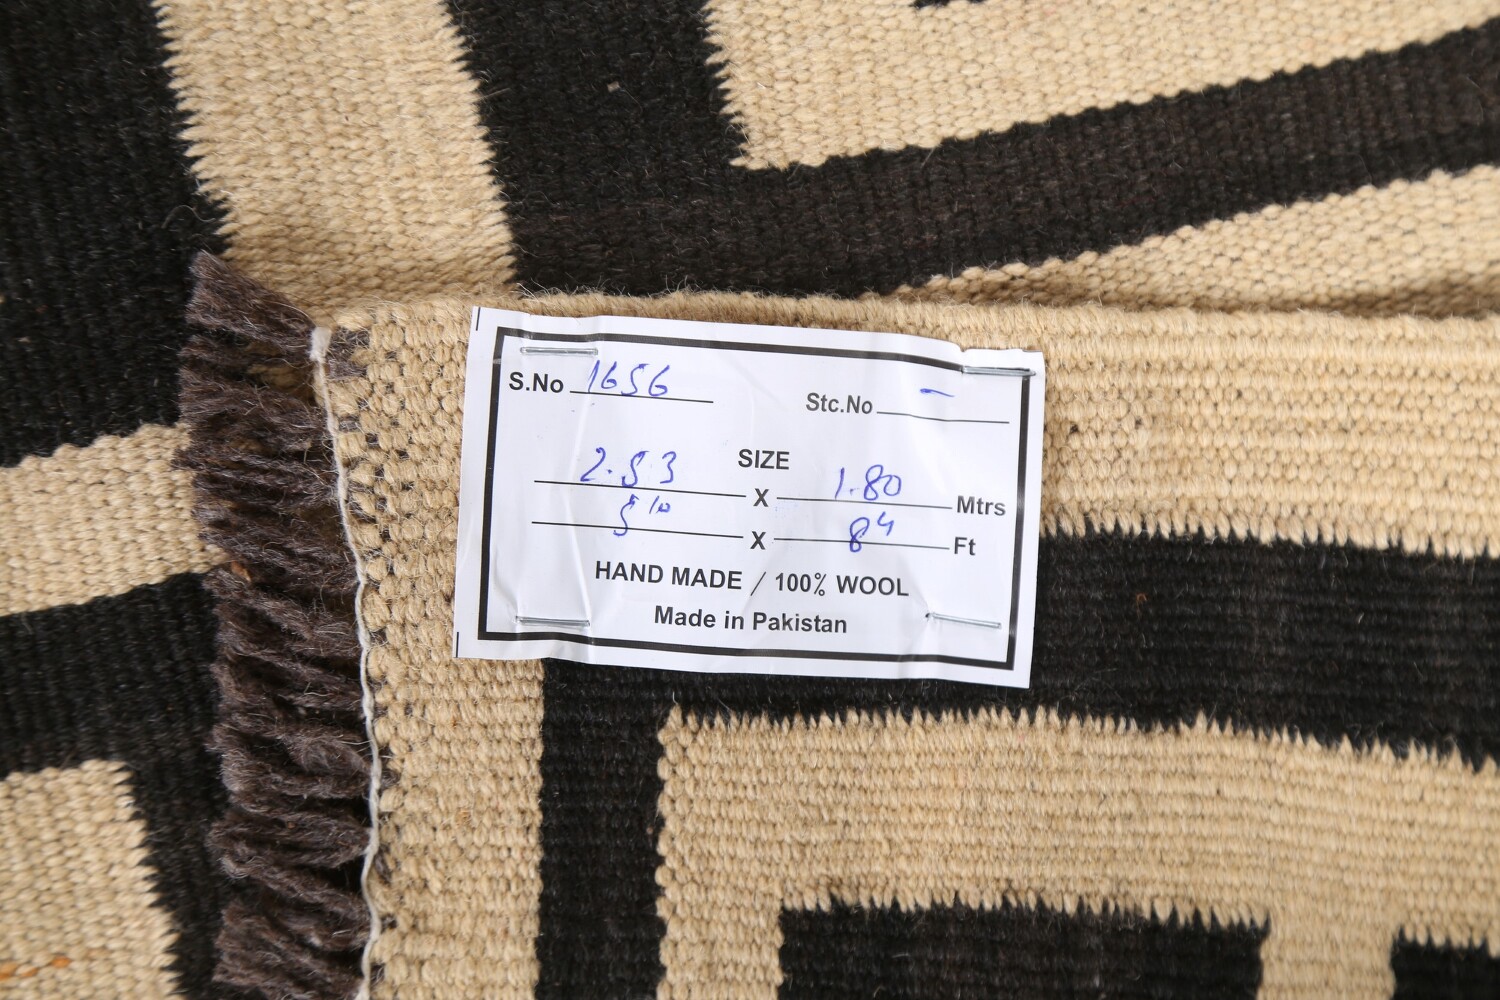 S.No 1656
Stc.No -
SIZE
2.53 X 1.80 Mtrs
5'10 X 8'4 Ft
HAND MADE / 100% WOOL
Made in Pakistan